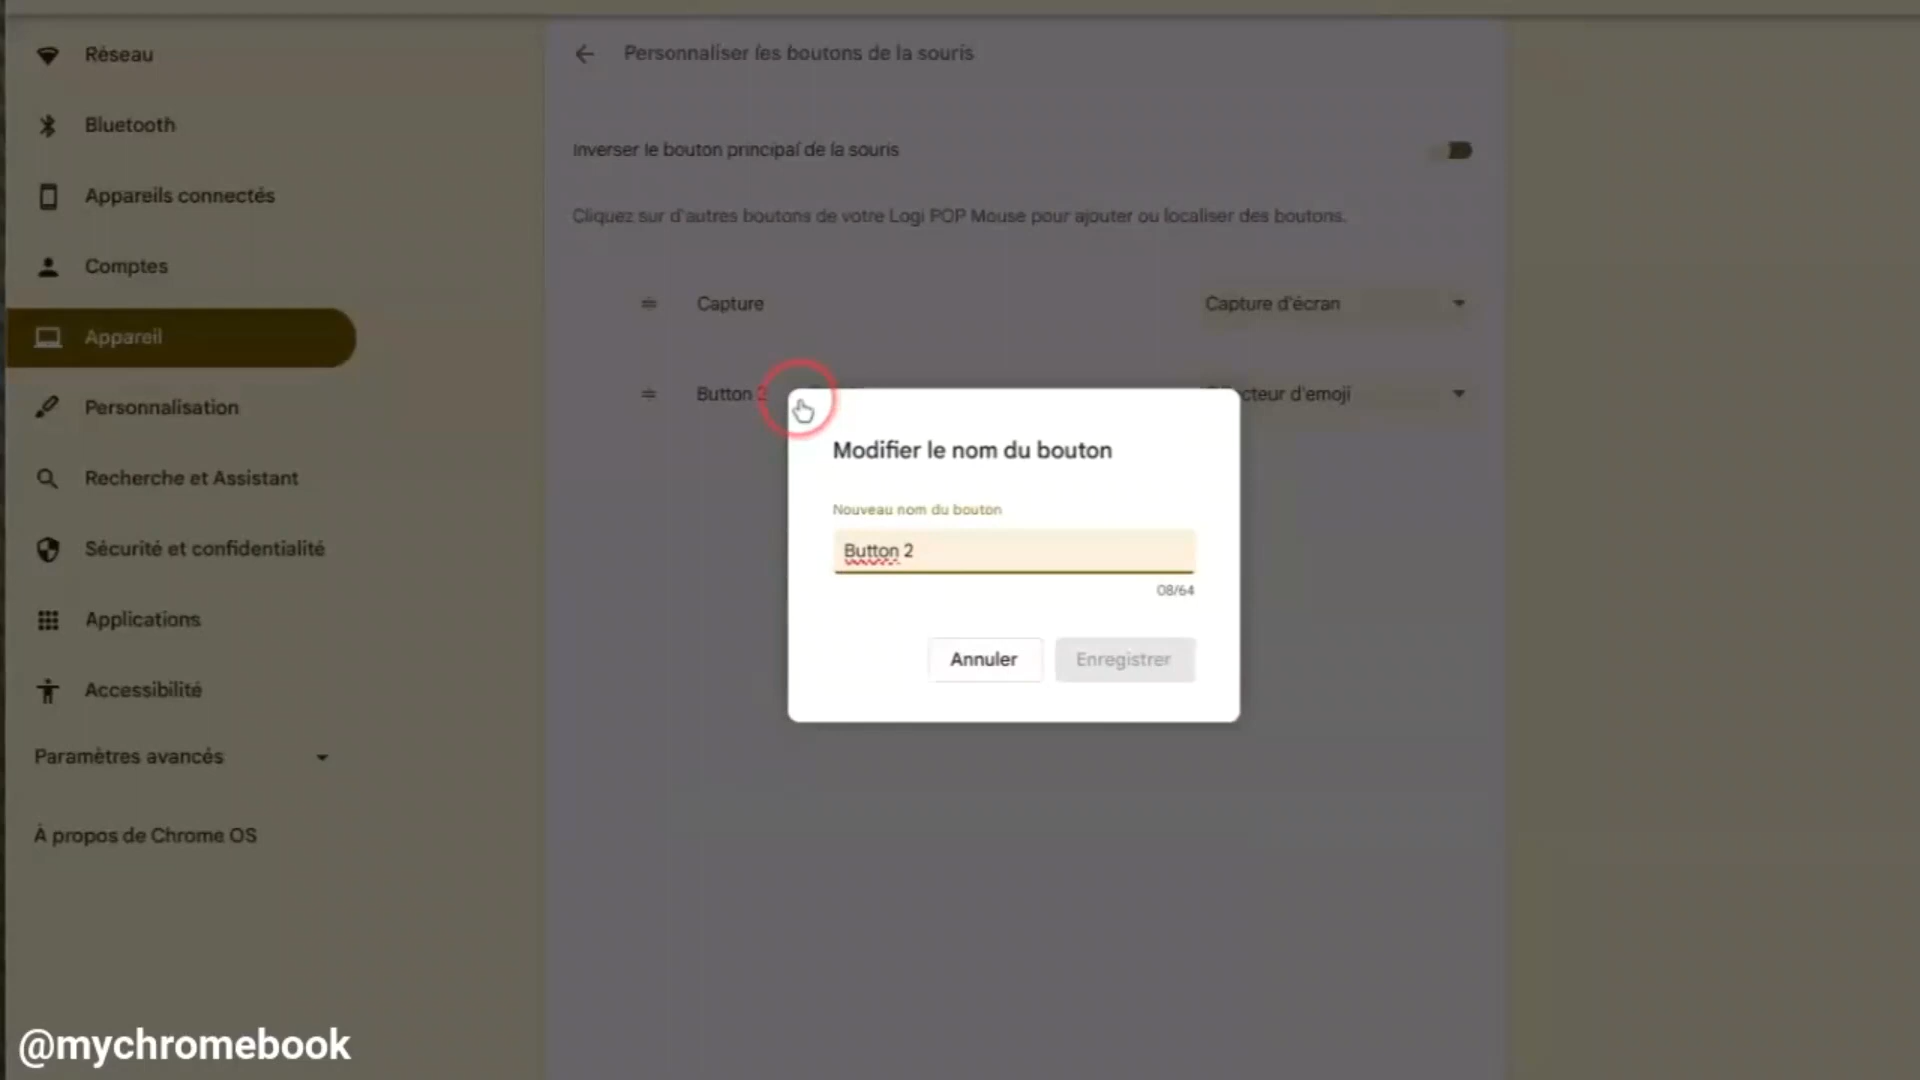 Réseau
Bluetooth
Appareils connectés
Comptes
Appareil
Personnalisation
Recherche et Assistant
Sécurité et confidentialité
Applications
Accessibilité
Paramètres avancés
À propos de Chrome OS
Personnaliser les boutons de la souris
Inverser le bouton principal de la souris
Cliquez sur d'autres boutons de votre Logi POP Mouse pour ajouter ou localiser des boutons.
Capture
Capture d'écran
Button 2
d'emoji
Modifier le nom du bouton
Nouveau nom du bouton
Button 2
08/64
Annuler
Enregistrer
@mychromebook